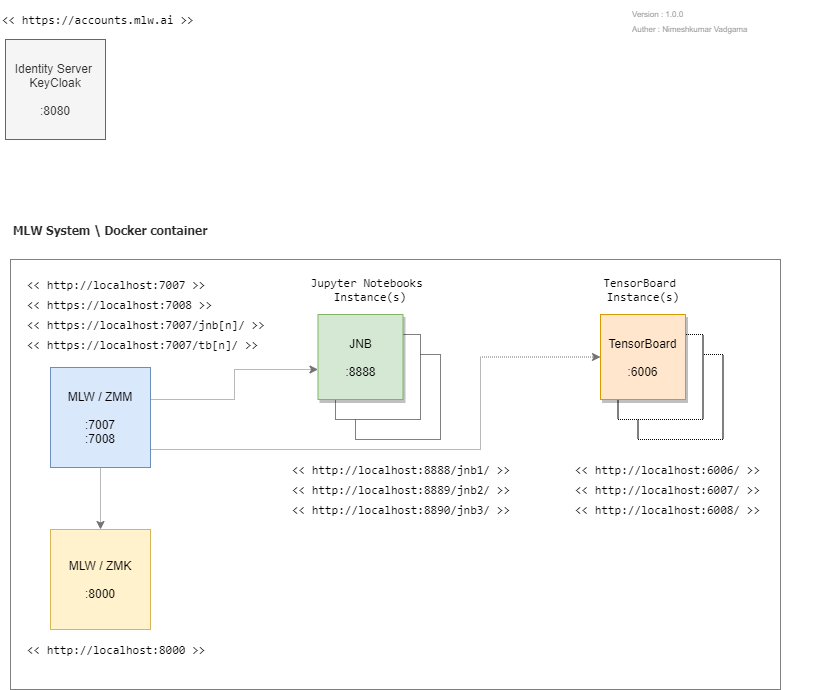 << https://accounts.mlw.ai >>
Version : 1.0.0
Auther : Nimeshkumar Vadgama
Identity Server
KeyCloak
:8080
MLW System \ Docker container
<< http://localhost:7007 >>
<< https://localhost:7008 >>
<< https://localhost:7007/jnb[n]/ >>
<< https://localhost:7007/tb[n]/ >>
Jupyter Notebooks
Instance(s)
TensorBoard
Instance(s)
JNB
:8888
TensorBoard
:6006
MLW / ZMM
:7007
:7008
<< http://localhost:8888/jnb1/ >>
<< http://localhost:8889/jnb2/ >>
<< http://localhost:8890/jnb3/ >>
<< http://localhost:6006/ >>
<< http://localhost:6007/ >>
<< http://localhost:6008/ >>
MLW / ZMK
:8000
<< http://localhost:8000 >>